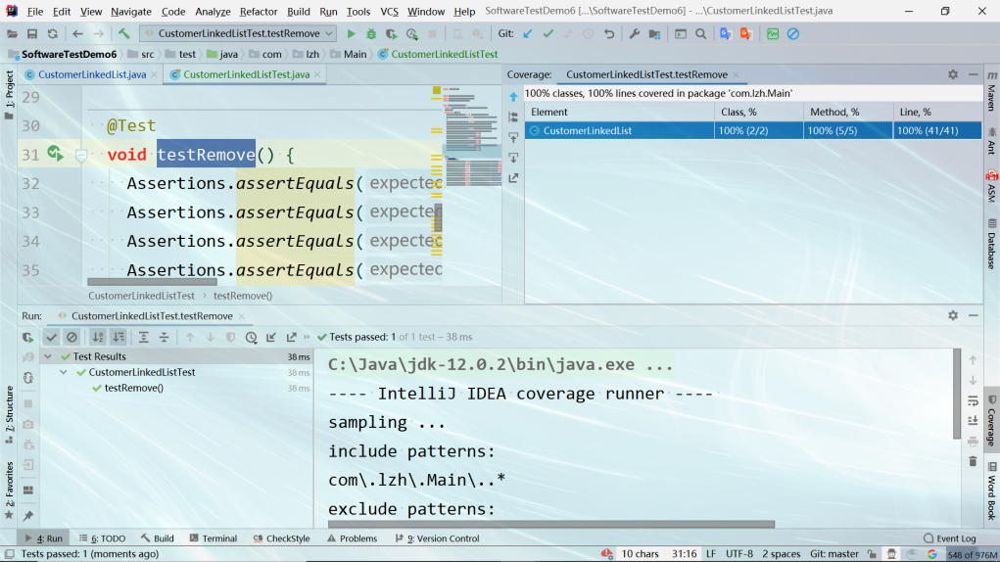 File Edit View Navigate Code Analyze Refactor Build Run Tools VCS Window Help SoftwareTestDemo6 [...\SoftwareTestDemo6] - ...\CustomerLinkedListTest.java
CustomerLinkedListTest.testRemove Git:
SoftwareTestDemo6 src test java com lzh Main CustomerLinkedListTest
CustomerLinkedList.java CustomerLinkedListTest.java
29
30 @Test
31 void testRemove() {
32 Assertions.assertEquals( expected
33 Assertions.assertEquals( expected
34 Assertions.assertEquals( expected
35 Assertions.assertEquals( expected
CustomerLinkedListTest › testRemove()
Coverage: CustomerLinkedListTest.testRemove
100% classes, 100% lines covered in package 'com.lzh.Main'
Element Class, % Method, % Line, %
CustomerLinkedList 100% (2/2) 100% (5/5) 100% (41/41)
Run: CustomerLinkedListTest.testRemove
Tests passed: 1 of 1 test – 38 ms
Test Results 38 ms
CustomerLinkedListTest 38 ms
testRemove() 38 ms
C:\Java\jdk-12.0.2\bin\java.exe ...
---- IntelliJ IDEA coverage runner ----
sampling ...
include patterns:
com\.lzh\.Main\..*
exclude patterns:
1: Project
7: Structure
2: Favorites
Maven
Ant
ASM
Database
Coverage
Word Book
4: Run 6: TODO Build Terminal CheckStyle Problems 9: Version Control Event Log
Tests passed: 1 (moments ago) 10 chars 31:16 LF UTF-8 2 spaces Git: master 548 of 976M